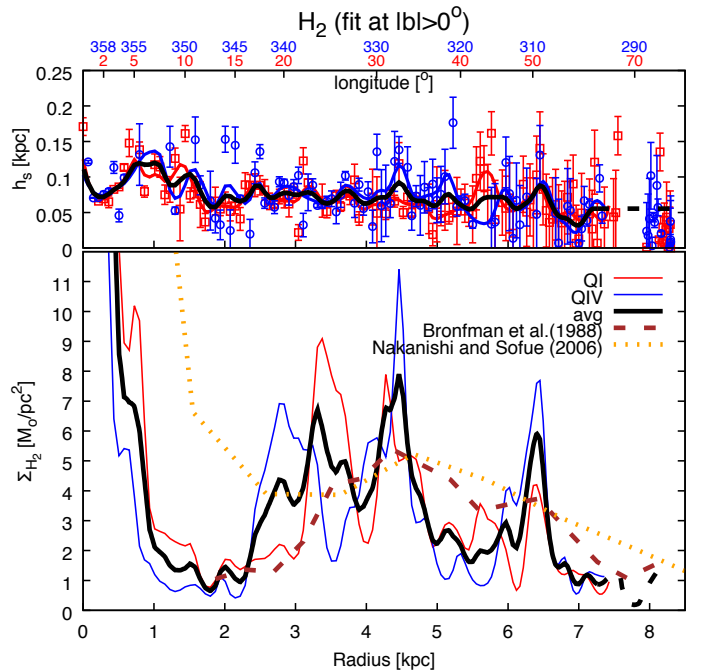 H₂ (fit at |b|>0°)
358 355 350 345 340 330 320 310 290
2 5 10 15 20 30 40 50 70
longitude [°]
0.25
0.2
0.15
0.1
0.05
0
h_s [kpc]
11
10
9
8
7
6
5
4
3
2
1
0
Σ_H₂ [M_O/pc²]
QI
QIV
avg
Bronfman et al.(1988)
Nakanishi and Sofue (2006)
0 1 2 3 4 5 6 7 8
Radius [kpc]